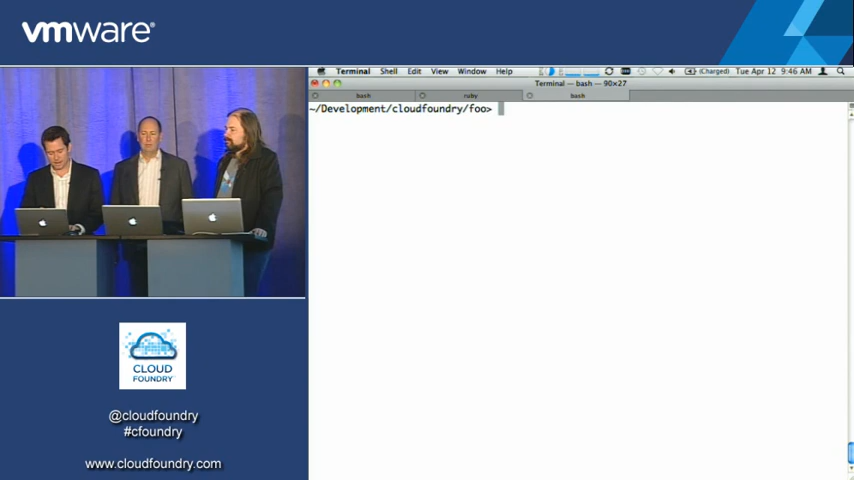 vmware®
Terminal Shell Edit View Window Help (Charged) Tue Apr 12 9:46 AM
Terminal — bash — 90×27
bash ruby bash
~/Development/cloudfoundry/foo>
CLOUD
FOUNDRY
@cloudfoundry
#cfoundry
www.cloudfoundry.com